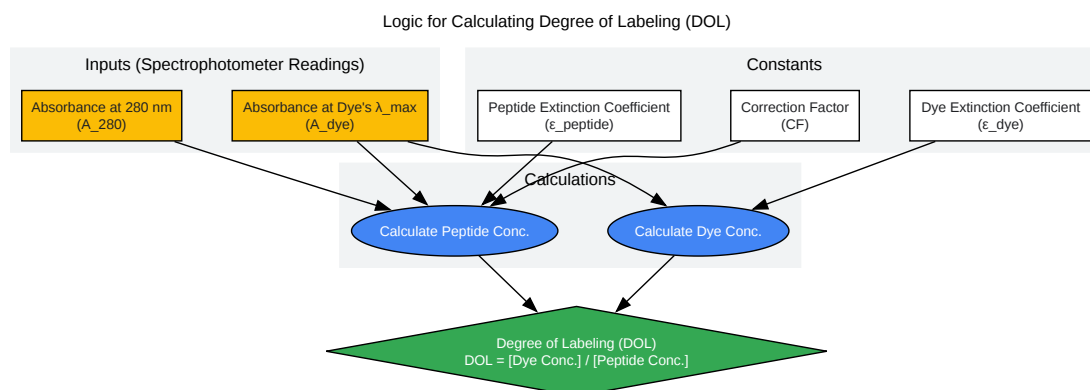 Logic for Calculating Degree of Labeling (DOL)
Inputs (Spectrophotometer Readings)
Constants
Absorbance at 280 nm
(A_280)
Absorbance at Dye's λ_max
(A_dye)
Peptide Extinction Coefficient
(ε_peptide)
Correction Factor
(CF)
Dye Extinction Coefficient
(ε_dye)
Calculations
Calculate Peptide Conc.
Calculate Dye Conc.
Degree of Labeling (DOL)
DOL = [Dye Conc.] / [Peptide Conc.]